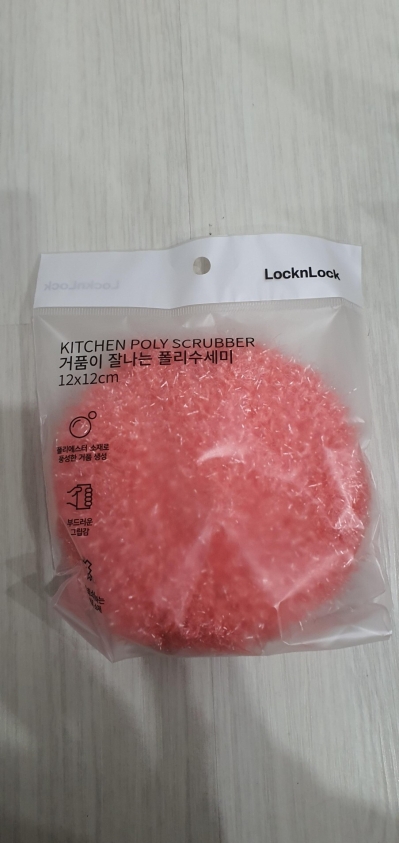 LocknLock
LocknLock
KITCHEN POLY SCRUBBER
거품이 잘나는 폴리수세미
12x12cm
폴리에스터 소재로
풍성한 거품 생성
부드러운
그립감